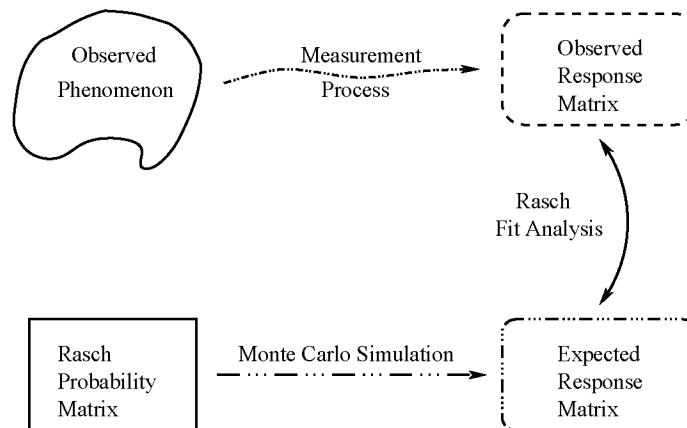 Observed
Phenomenon
Measurement
Process
Observed
Response
Matrix
Rasch
Fit Analysis
Rasch
Probability
Matrix
Monte Carlo Simulation
Expected
Response
Matrix